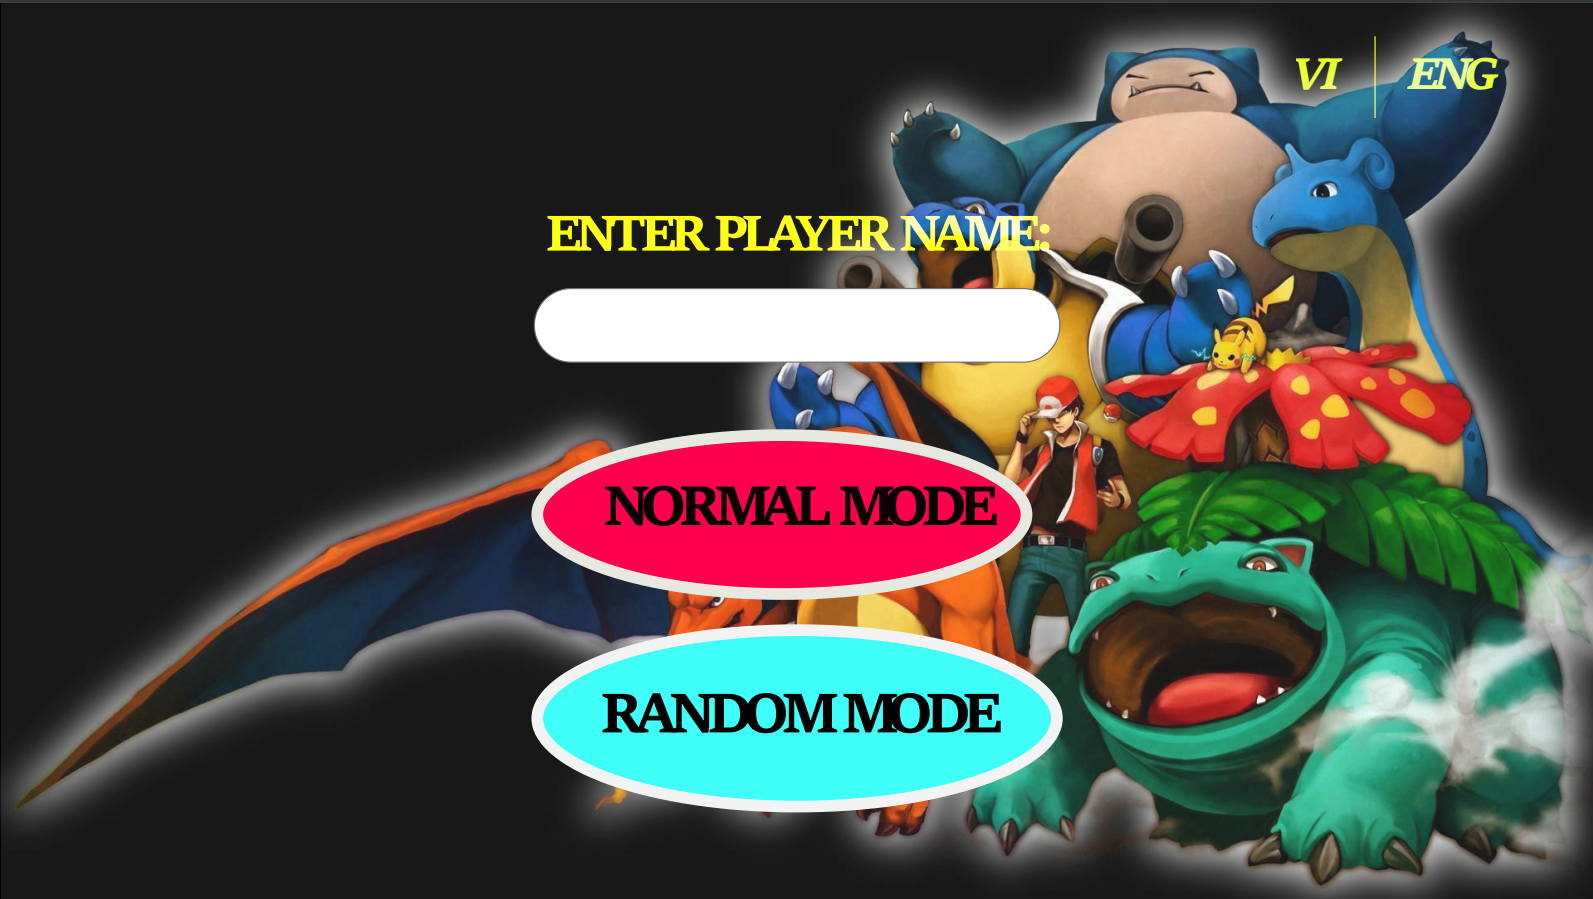 VI
ENG
ENTER PLAYER NAME:
NORMAL MODE
RANDOM MODE